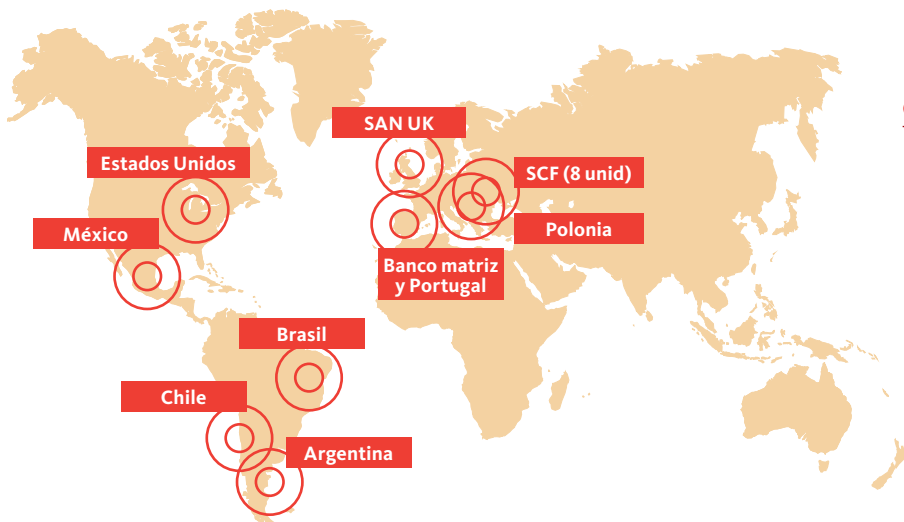 SAN UK
Estados Unidos
SCF (8 unid)
México
Polonia
Banco matriz
y Portugal
Brasil
Chile
Argentina